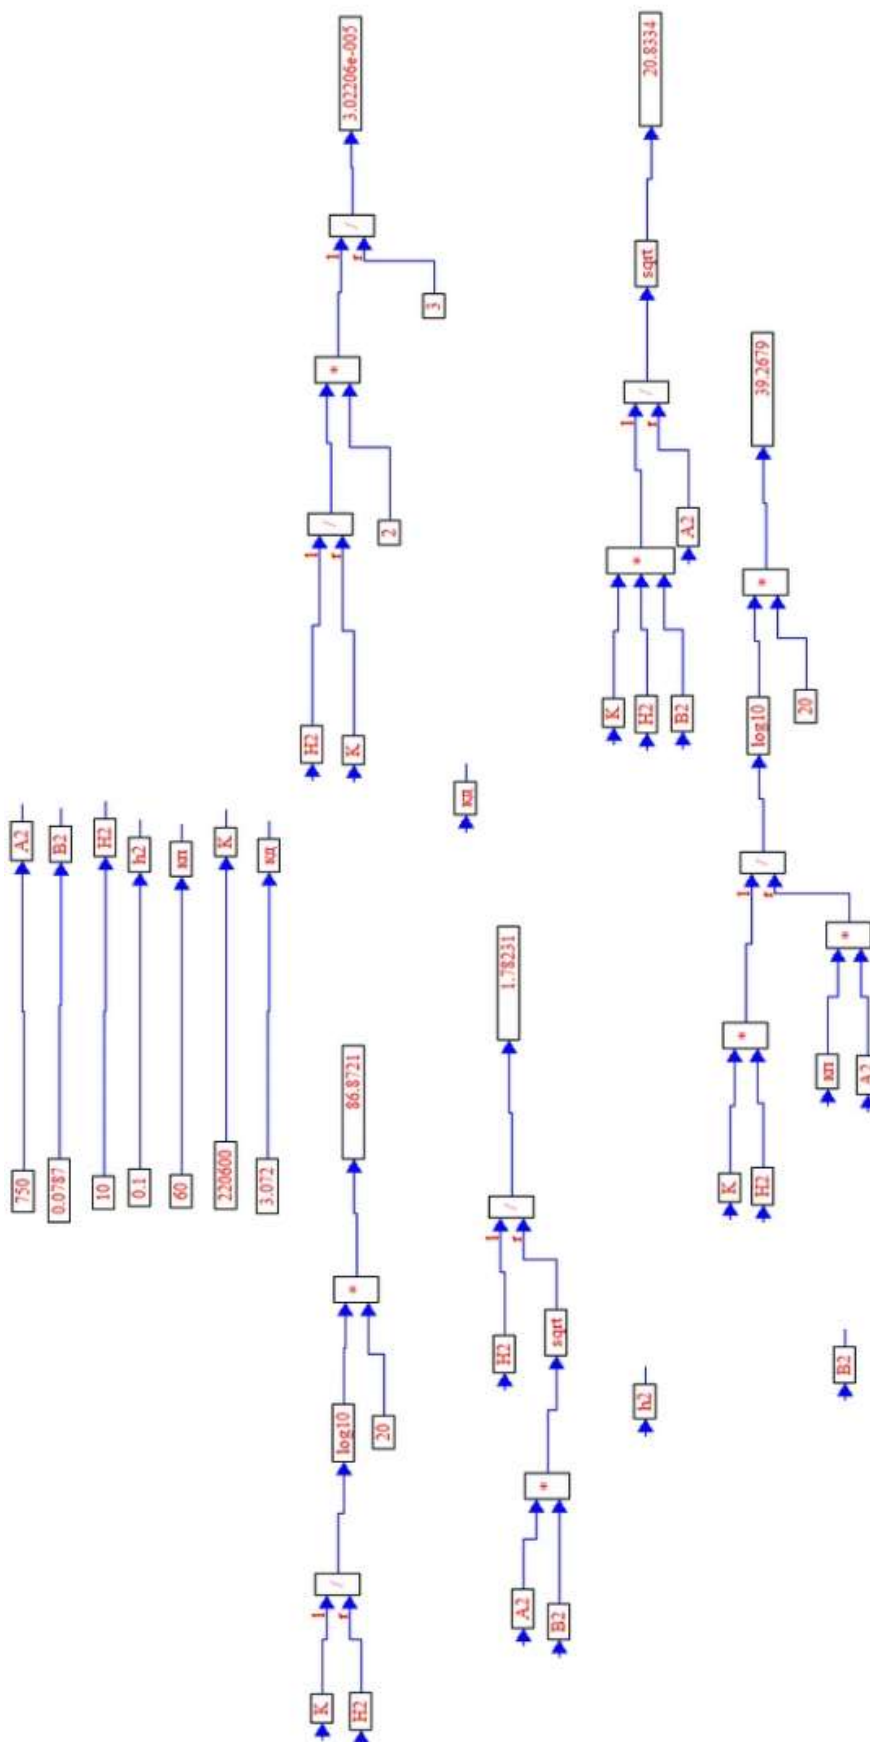 750 A2
0.0787 B2
10 H2
0.1 h2
60 кп
220600 K
3.072 кд
K
H2
l
r
/
log10
20
*
86.8721
H2
K
l
r
/
2
*
l
r
/
3
3.02206e-005
A2
B2
*
sqrt
H2
l
r
/
1.78231
кд
h2
K
H2
B2
*
A2
l
r
/
sqrt
20.8334
K
H2
*
кп
A2
*
l
r
/
log10
20
*
39.2679
B2